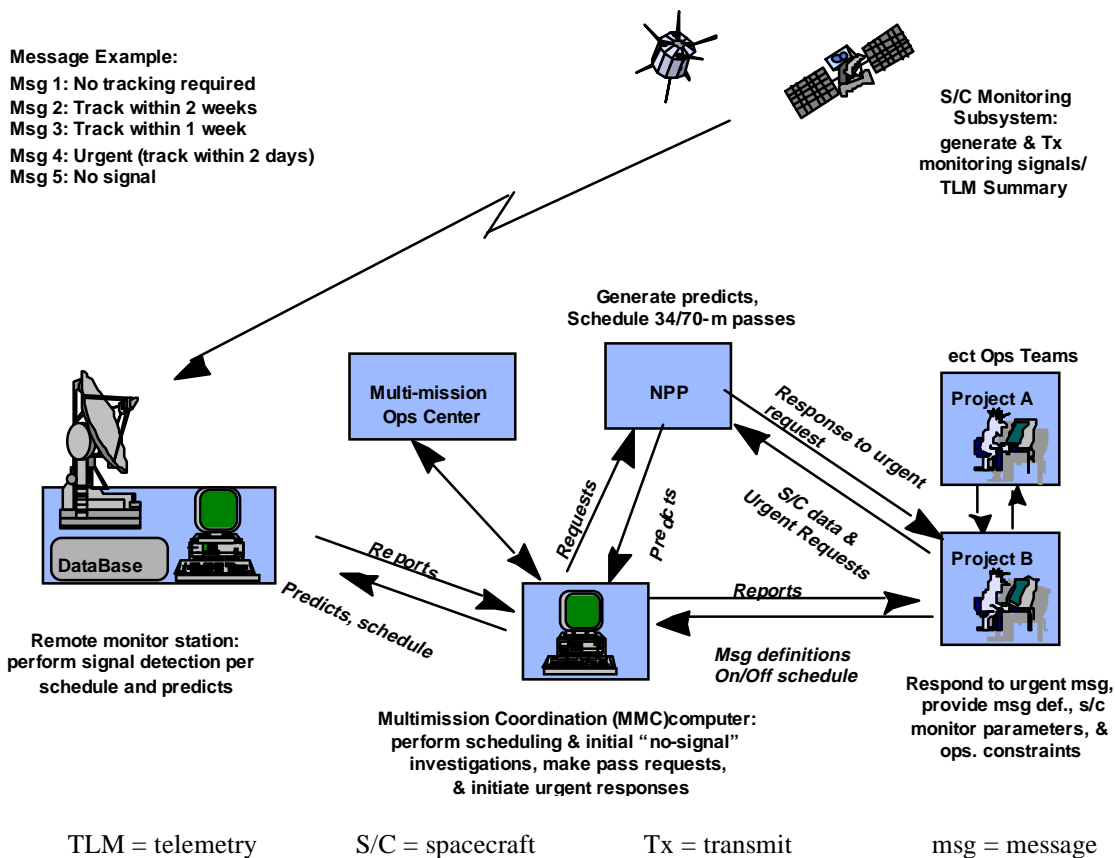 Message Example:
Msg 1: No tracking required
Msg 2: Track within 2 weeks
Msg 3: Track within 1 week
Msg 4: Urgent (track within 2 days)
Msg 5: No signal
S/C Monitoring
Subsystem:
generate & Tx
monitoring signals/
TLM Summary
Generate predicts,
Schedule 34/70-m passes
ect Ops Teams
Multi-mission
Ops Center
NPP
Project A
Response to urgent
request
S/C data &
Urgent Requests
Requests
Predcts
Project B
DataBase
Reports
Predicts, schedule
Reports
Msg definitions
On/Off schedule
Remote monitor station:
perform signal detection per
schedule and predicts
Multimission Coordination (MMC)computer:
perform scheduling & initial “no-signal”
investigations, make pass requests,
& initiate urgent responses
Respond to urgent msg,
provide msg def., s/c
monitor parameters, &
ops. constraints
TLM = telemetry S/C = spacecraft Tx = transmit msg = message